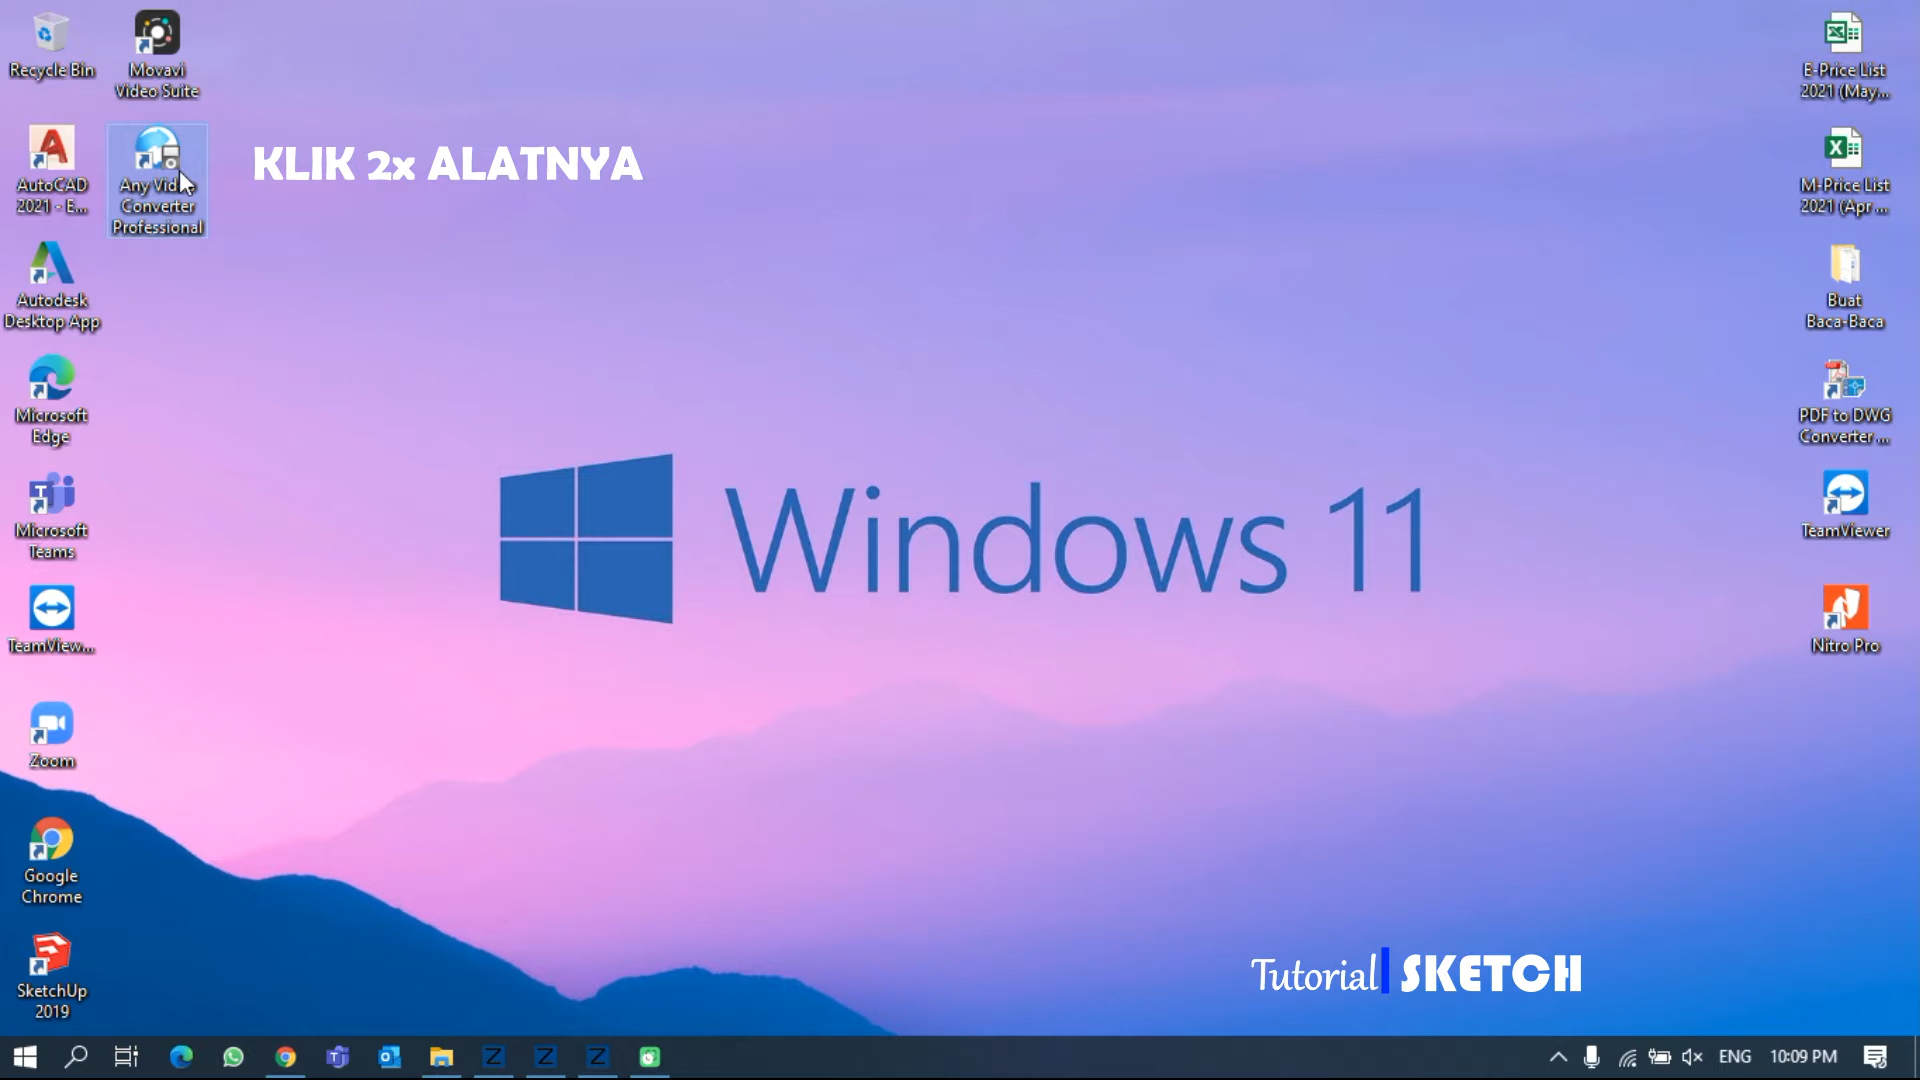 Recycle Bin
Movavi
Video Suite
AutoCAD
2021 - E...
Converter
Professional
KLIK 2x ALATNYA
Autodesk
Desktop App
Microsoft
Edge
Microsoft
Teams
TeamView...
Zoom
Google
Chrome
SketchUp
2019
Windows 11
E-Price List
2021 (May...
M-Price List
2021 (Apr ...
Buat
Baca-Baca
PDF to DWG
Converter ...
TeamViewer
Nitro Pro
Tutorial SKETCH
ENG
10:09 PM